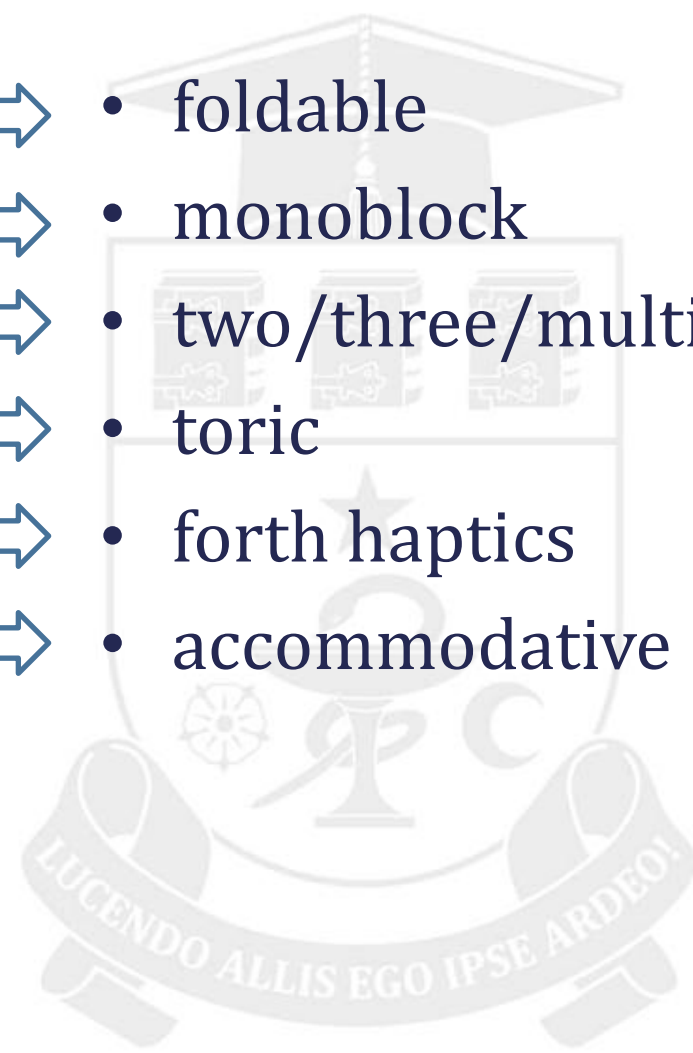 • foldable
• monoblock
• two/three/multi
• toric
• forth haptics
• accommodative
LUCENDO ALLIS EGO IPSE ARDEO!